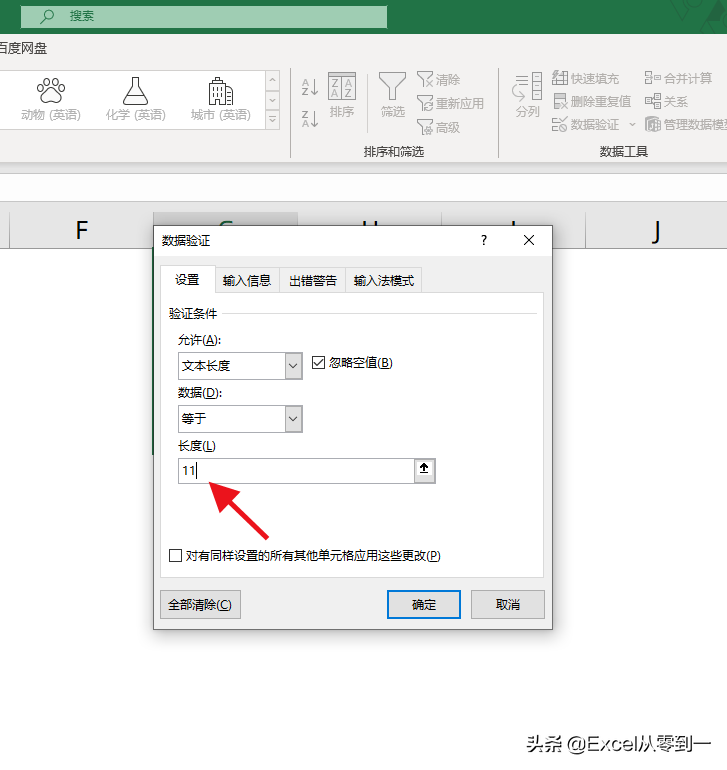 搜索
百度网盘
动物 (英语) 化学 (英语) 城市 (英语)
排序
筛选
清除
重新应用
高级
排序和筛选
分列
快速填充
删除重复值
数据验证
合并计算
关系
管理数据模型
数据工具
F
J
数据验证 ?
设置 输入信息 出错警告 输入法模式
验证条件
允许(A):
文本长度 忽略空值(B)
数据(D):
等于
长度(L)
11
对有同样设置的所有其他单元格应用这些更改(P)
全部清除(C) 确定 取消
头条 @Excel从零到一